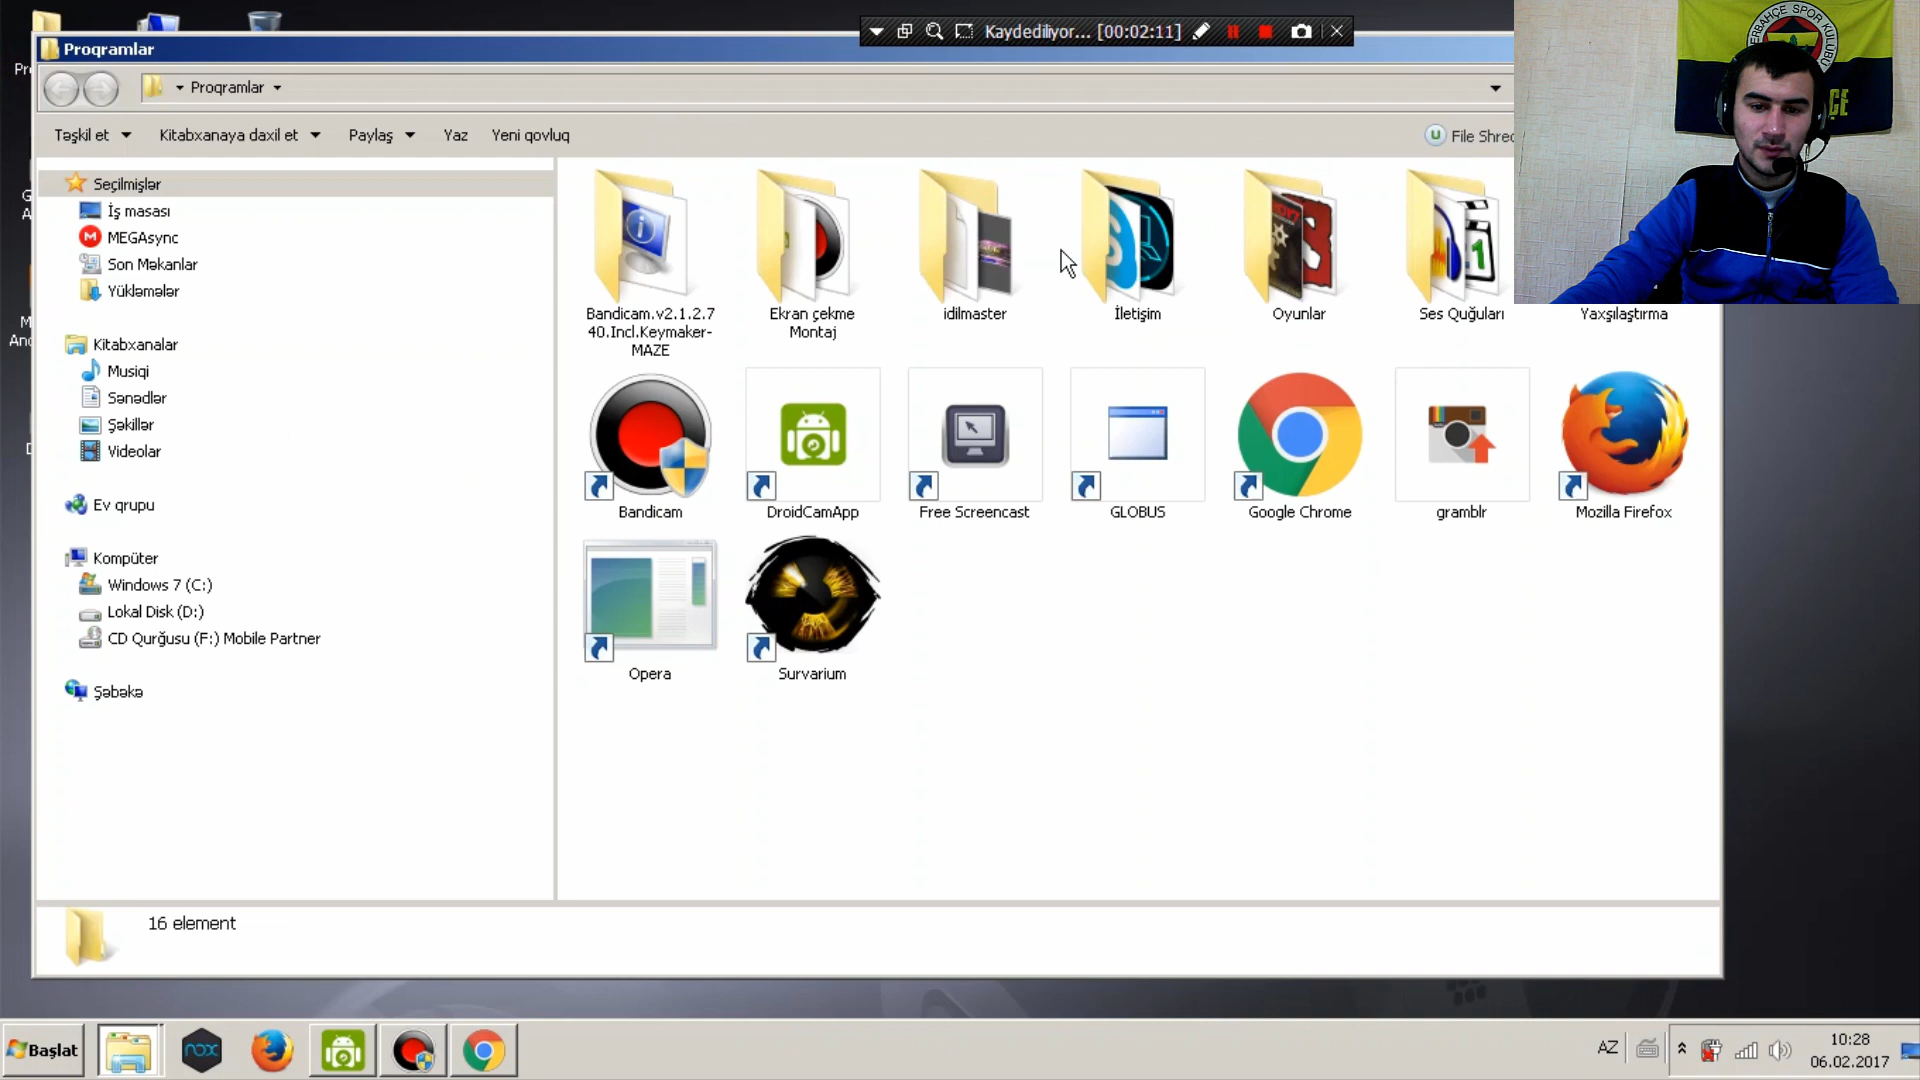 Kaydediliyor... [00:02:11]
Proqramlar
Proqramlar
Təşkil et
Kitabxanaya daxil et
Paylaş
Yaz
Yeni qovluq
File Shred
Seçilmişlər
İş masası
MEGAsync
Son Məkanlar
Yükləmələr
Kitabxanalar
Musiqi
Sənədlər
Şəkillər
Videolar
Ev qrupu
Kompüter
Windows 7 (C:)
Lokal Disk (D:)
CD Qurğusu (F:) Mobile Partner
Şəbəkə
Bandicam.v2.1.2.7
40.Incl.Keymaker-
MAZE
Ekran çekme
Montaj
idilmaster
İletişim
Oyunlar
Ses Quğuları
Yaxşılaştırma
Bandicam
DroidCamApp
Free Screencast
GLOBUS
Google Chrome
gramblr
Mozilla Firefox
Opera
Survarium
16 element
Başlat
nox
AZ
10:28
06.02.2017